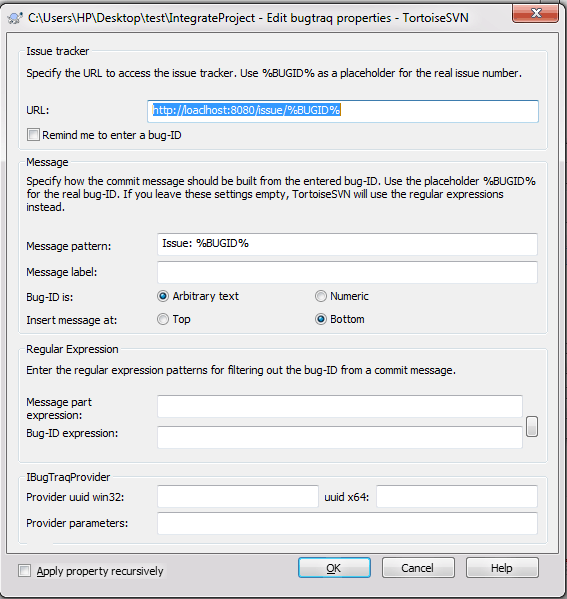 C:\Users\HP\Desktop\test\IntegrateProject - Edit bugtraq properties - TortoiseSVN
Issue tracker
Specify the URL to access the issue tracker. Use %BUGID% as a placeholder for the real issue number.
URL: http://loaclhost:8080/issue/%BUGID%
Remind me to enter a bug-ID
Message
Specify how the commit message should be built from the entered bug-ID. Use the placeholder %BUGID%
for the real bug-ID. If you leave these settings empty, TortoiseSVN will use the regular expressions
instead.
Message pattern: Issue: %BUGID%
Message label:
Bug-ID is: Arbitrary text Numeric
Insert message at: Top Bottom
Regular Expression
Enter the regular expression patterns for filtering out the bug-ID from a commit message.
Message part
expression:
Bug-ID expression:
IBugTraqProvider
Provider uuid win32: uuid x64:
Provider parameters:
Apply property recursively OK Cancel Help